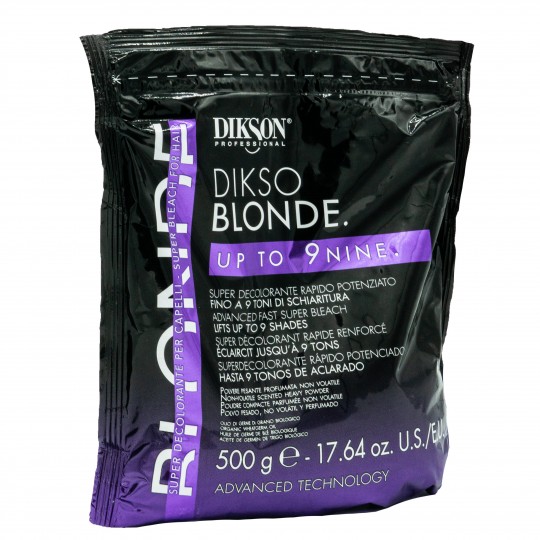 DIKSON®
PROFESSIONAL
DIKSO
BLONDE.
UP TO 9NINE.
SUPER DECOLORANTE RAPIDO POTENZIATO
FINO A 9 TONI DI SCHIARITURA
ADVANCED FAST SUPER BLEACH
LIFTS UP TO 9 SHADES
SUPER DÉCOLORANT RAPIDE RENFORCÉ
ÉCLAIRCIT JUSQU'À 9 TONS
SUPERDECOLORANTE RÁPIDO POTENCIADO
HASTA 9 TONOS DE ACLARADO
POLVERE PESANTE PROFUMATA NON VOLATILE
NON-VOLATILE SCENTED HEAVY POWDER
POUDRE COMPACTE PARFUMÉE NON VOLATILE
POLVO PESADO, NO VOLÁTIL Y PERFUMADO
OLIO DI GERME DI GRANO BIOLOGICO
ORGANIC WHEATGERM OIL
HUILE DE GERME DE BLÉ BIOLOGIQUE
ACEITE DE GERMEN DE TRIGO BIOLÓGICO
500 g ℮ - 17.64 oz. U.S./
ADVANCED TECHNOLOGY
SUPER DECOLORANTE PER CAPELLI - SUPER BLEACH FOR HAIR